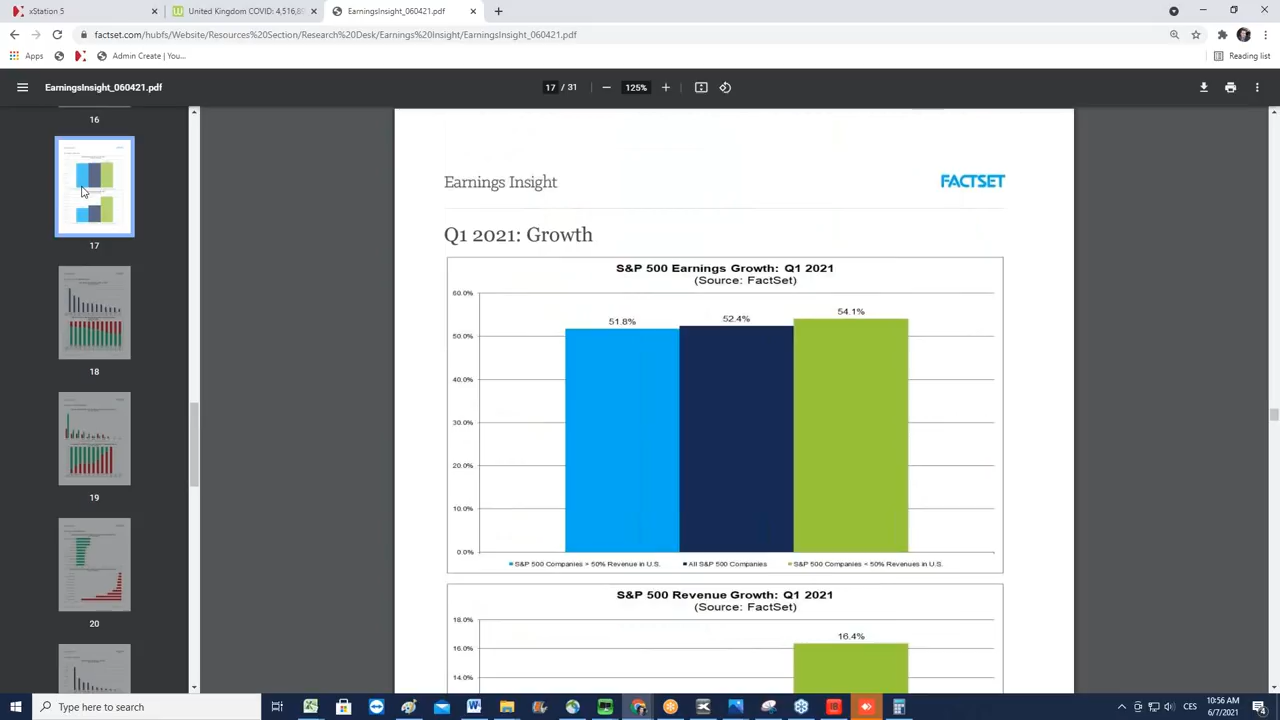 xStation 5
United Kingdom COVID: 4,516,89
EarningsInsight_060421.pdf
factset.com/hubfs/Website/Resources%20Section/Research%20Desk/Earnings%20Insight/EarningsInsight_060421.pdf
Apps
Admin Create | You...
Reading list
EarningsInsight_060421.pdf
17 / 31
125%
16
17
18
19
20
Earnings Insight
FACTSET
Q1 2021: Growth
S&P 500 Earnings Growth: Q1 2021
(Source: FactSet)
60.0%
50.0%
40.0%
30.0%
20.0%
10.0%
0.0%
51.8%
52.4%
54.1%
S&P 500 Companies > 50% Revenue in U.S.
All S&P 500 Companies
S&P 500 Companies < 50% Revenues in U.S.
S&P 500 Revenue Growth: Q1 2021
(Source: FactSet)
18.0%
16.0%
14.0%
16.4%
Type here to search
CES
10:56 AM
6/7/2021